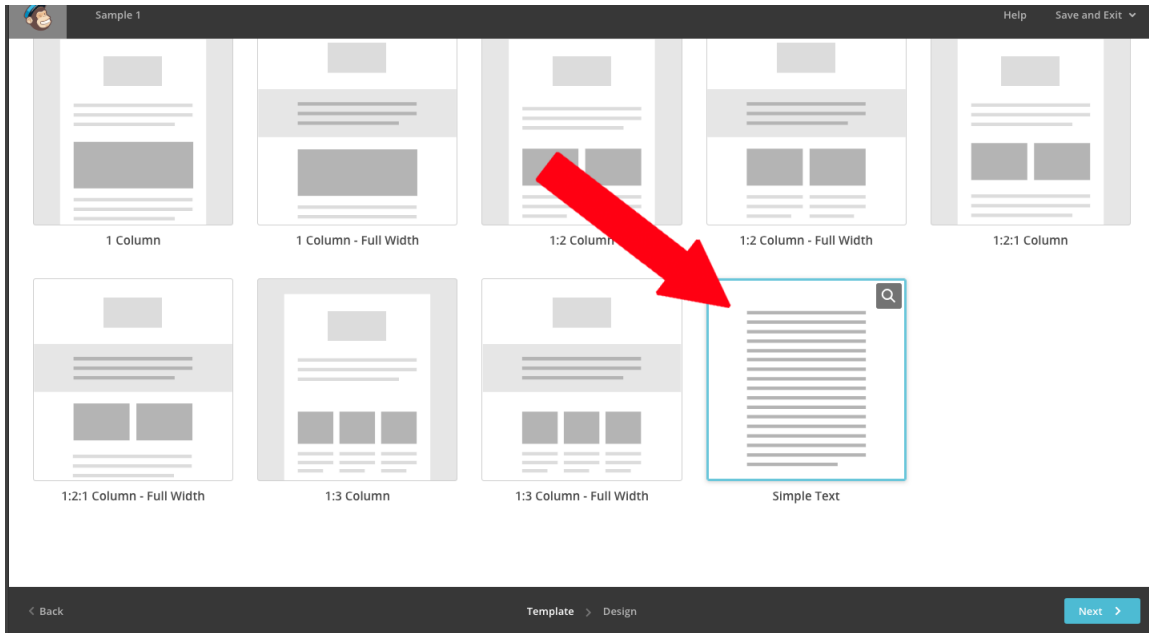 Sample 1
Help
Save and Exit
1 Column
1 Column - Full Width
1:2 Column
1:2 Column - Full Width
1:2:1 Column
1:2:1 Column - Full Width
1:3 Column
1:3 Column - Full Width
Simple Text
Back
Template
Design
Next